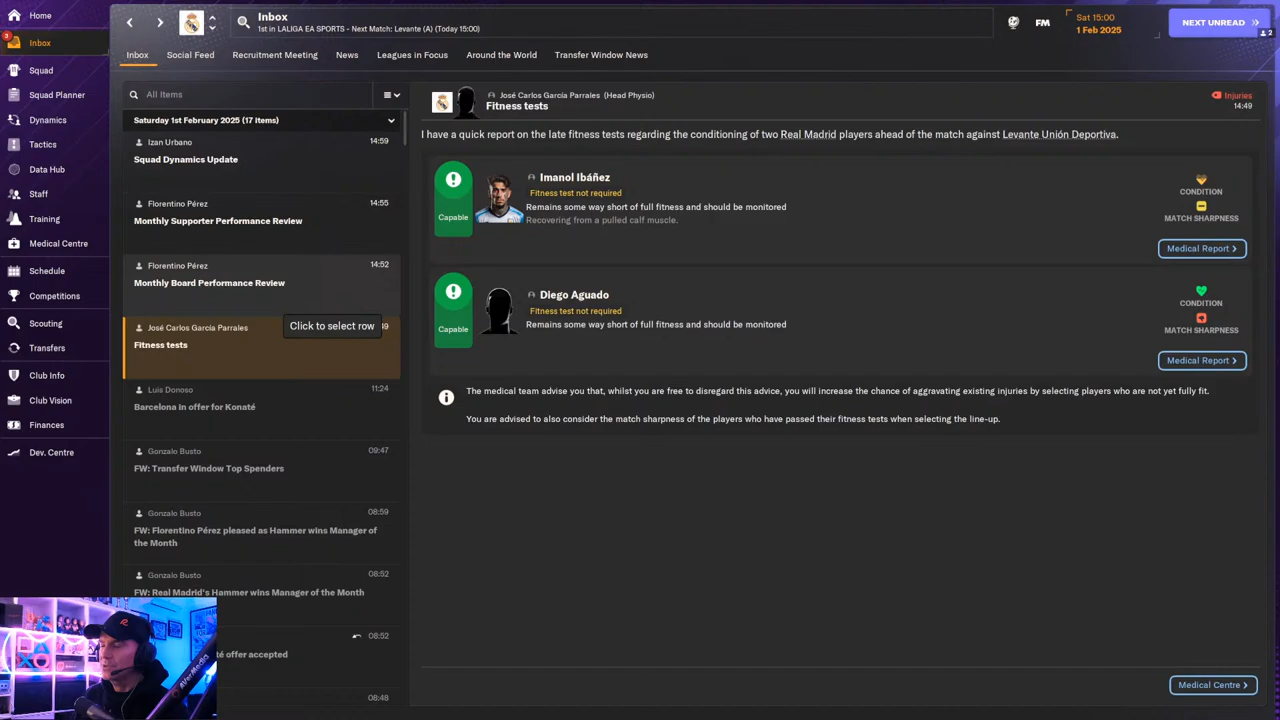 Home
3
Inbox
Squad
Squad Planner
Dynamics
Tactics
Data Hub
Staff
Training
Medical Centre
Schedule
Competitions
Scouting
Transfers
Club Info
Club Vision
Finances
Dev. Centre
Inbox
1st in LALIGA EA SPORTS - Next Match: Levante (A) (Today 15:00)
FM
Sat 15:00
1 Feb 2025
NEXT UNREAD
2
Inbox
Social Feed
Recruitment Meeting
News
Leagues in Focus
Around the World
Transfer Window News
All Items
Saturday 1st February 2025 (17 Items)
Izan Urbano
14:59
Squad Dynamics Update
Florentino Pérez
14:55
Monthly Supporter Performance Review
Florentino Pérez
14:52
Monthly Board Performance Review
José Carlos García Parrales
49
Fitness tests
Click to select row
Luis Donoso
11:24
Barcelona in offer for Konaté
Gonzalo Busto
09:47
FW: Transfer Window Top Spenders
Gonzalo Busto
08:59
FW: Florentino Pérez pleased as Hammer wins Manager of
the Month
Gonzalo Busto
08:52
FW: Real Madrid's Hammer wins Manager of the Month
08:52
té offer accepted
08:48
José Carlos García Parrales (Head Physio)
Fitness tests
Injuries
14:49
I have a quick report on the late fitness tests regarding the conditioning of two Real Madrid players ahead of the match against Levante Unión Deportiva.
Capable
Imanol Ibáñez
Fitness test not required
Remains some way short of full fitness and should be monitored
Recovering from a pulled calf muscle.
CONDITION
MATCH SHARPNESS
Medical Report
Capable
Diego Aguado
Fitness test not required
Remains some way short of full fitness and should be monitored
CONDITION
MATCH SHARPNESS
Medical Report
The medical team advise you that, whilst you are free to disregard this advice, you will increase the chance of aggravating existing injuries by selecting players who are not yet fully fit.
You are advised to also consider the match sharpness of the players who have passed their fitness tests when selecting the line-up.
Medical Centre
AVerMedia